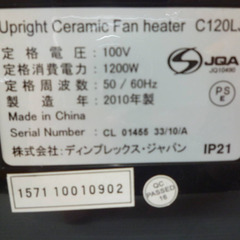 Upright Ceramic Fan heater C120L
定格電圧：100V
定格消費電力：1200W
定格周波数：50 / 60Hz
製造年：2010年製
Made in China
Serial Number: CL 01455 33/10/A
株式会社：ディンプレックス・ジャパン IP21
JQA
JQ10400
PS
E
1571 10010902
QC
PASSED
16